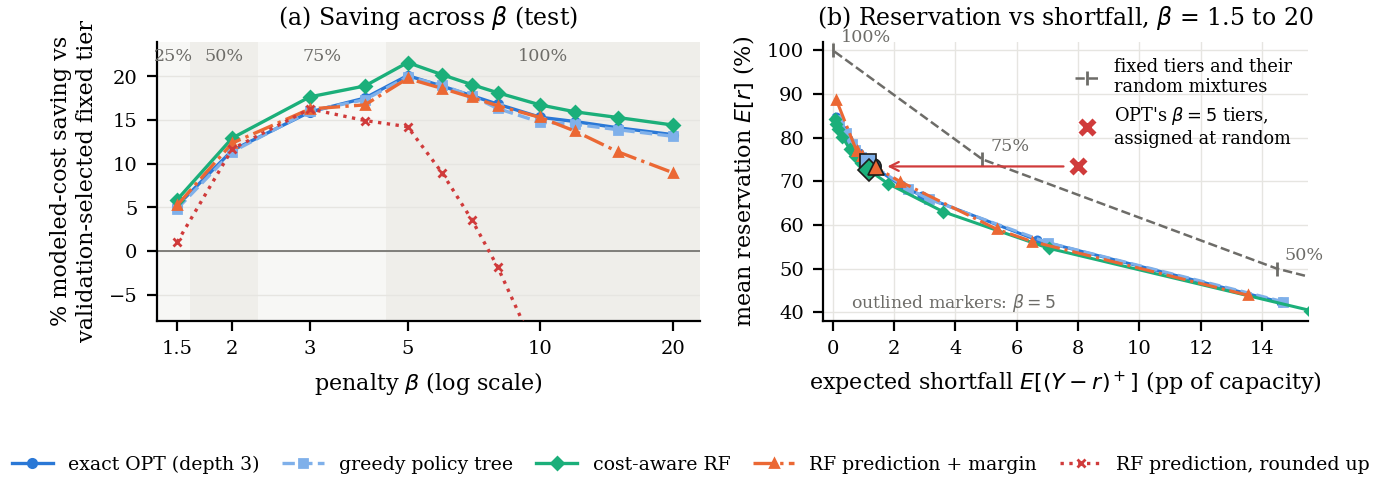 (a) Saving across β (test)
% modeled-cost saving vs
validation-selected fixed tier
25%
50%
75%
100%
20
15
10
5
0
−5
1.5
2
3
5
10
20
penalty β (log scale)
(b) Reservation vs shortfall, β = 1.5 to 20
mean reservation E[r] (%)
100%
75%
50%
fixed tiers and their
random mixtures
OPT's β = 5 tiers,
assigned at random
outlined markers: β = 5
100
90
80
70
60
50
40
0
2
4
6
8
10
12
14
expected shortfall E[(Y − r)⁺] (pp of capacity)
exact OPT (depth 3)
greedy policy tree
cost-aware RF
RF prediction + margin
RF prediction, rounded up